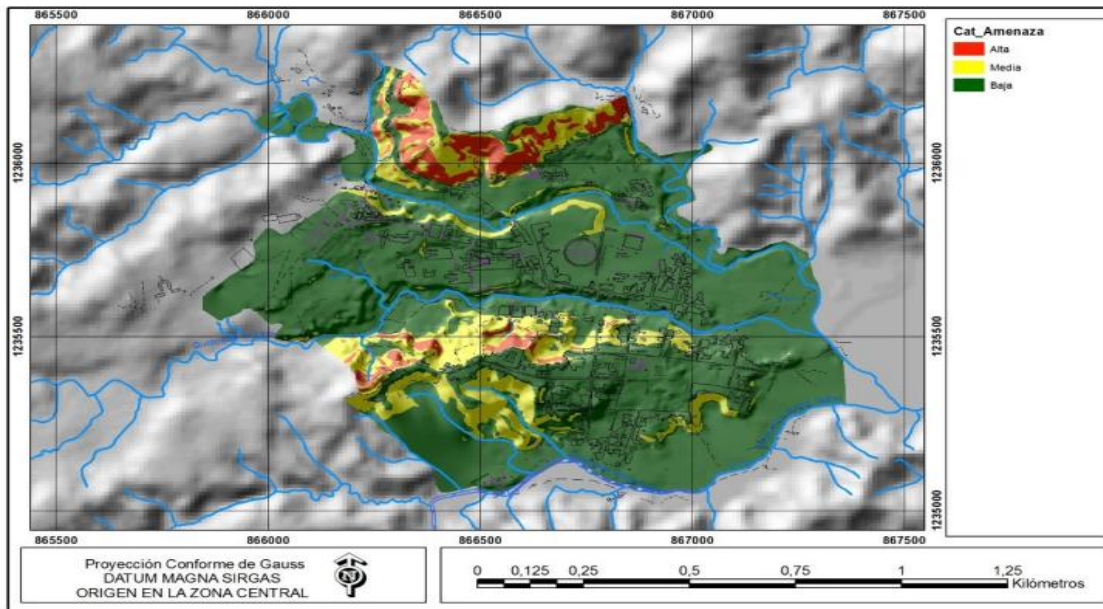 865500 866000 866500 867000 867500
Cat_Amenaza
Alta
Media
Baja
1236000 1236000
1235500 1235500
1235000
865500 866000 866500 867000 867500
Proyección Conforme de Gauss
DATUM MAGNA SIRGAS
ORIGEN EN LA ZONA CENTRAL
N
0 0,125 0,25 0,5 0,75 1 1,25
Kilómetros